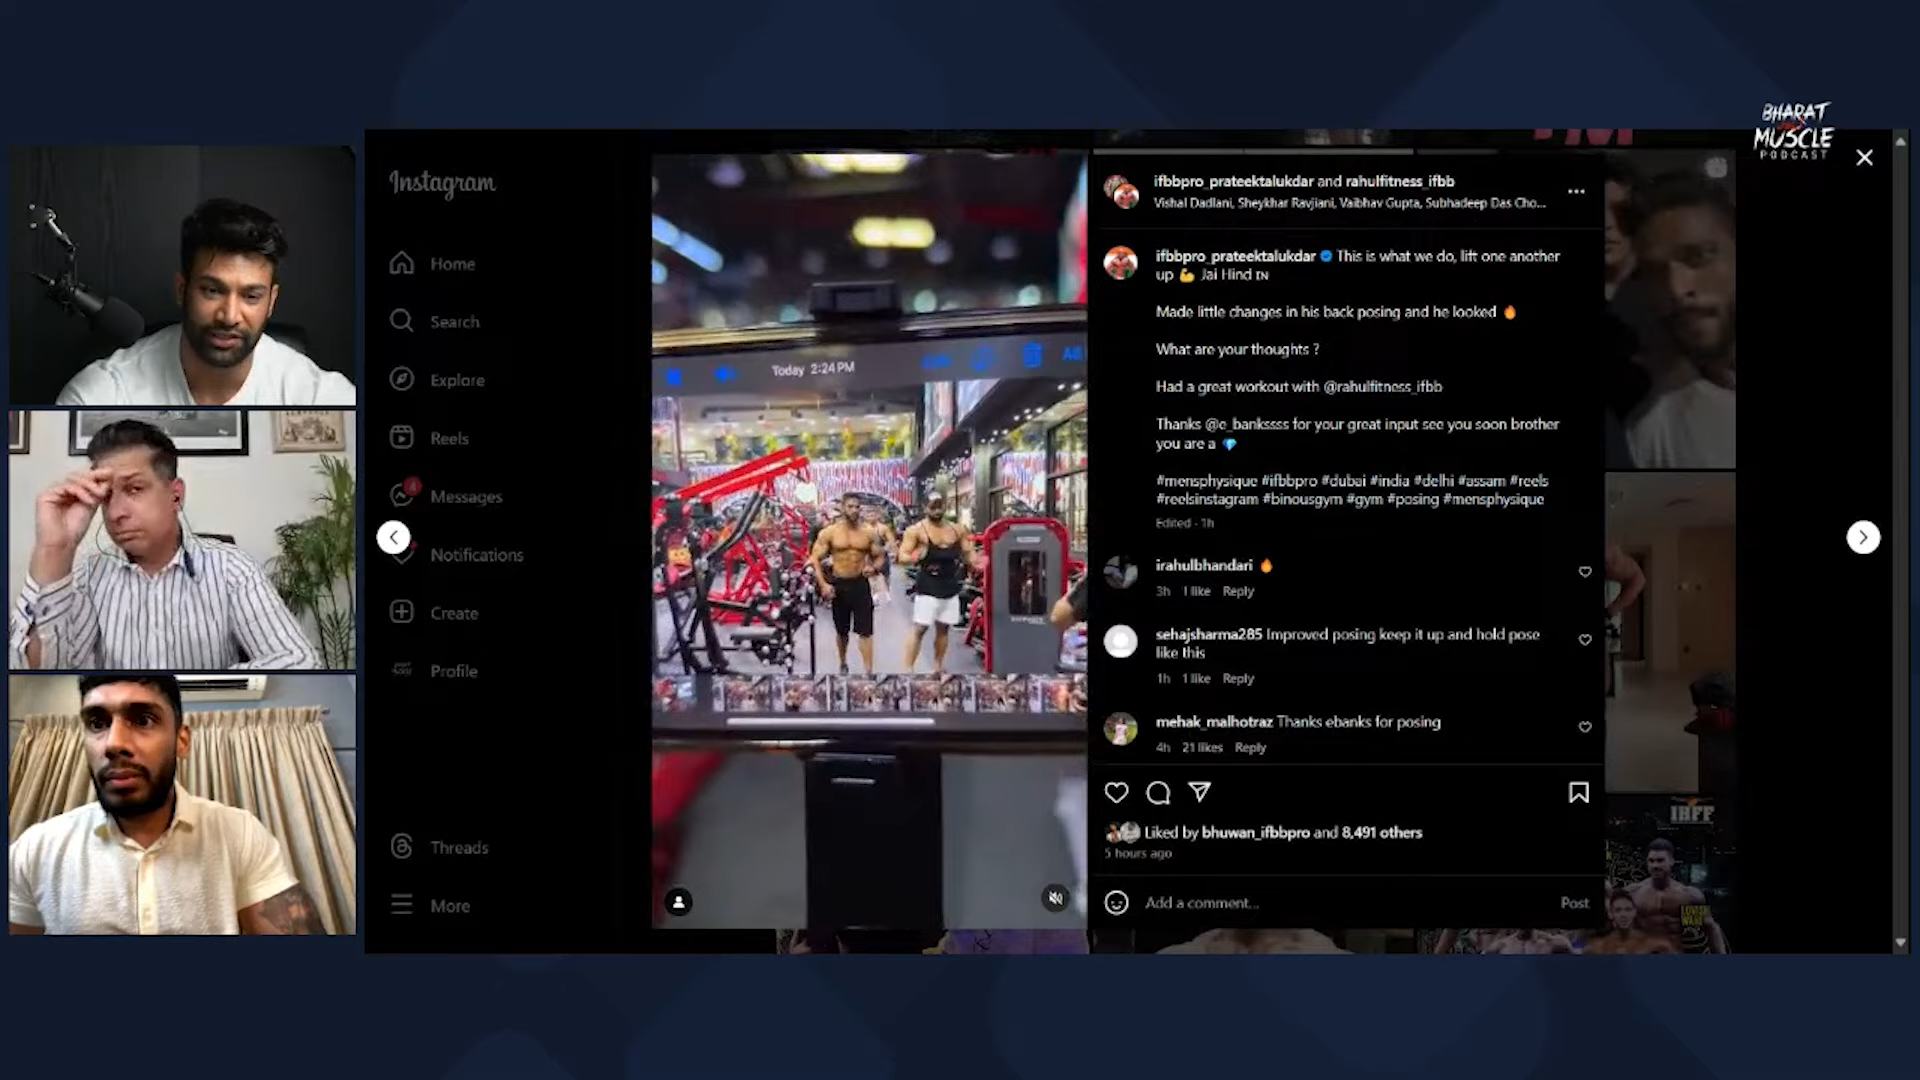 BHARAT
MUSCLE
PODCAST
Instagram
Home
Search
Explore
Reels
4
Messages
Notifications
Create
Profile
Threads
More
Today 2:24 PM
ifbbpro_prateektalukdar and rahulfitness_ifbb
Vishal Dadlani, Sheykhar Ravjiani, Vaibhav Gupta, Subhadeep Das Cho...
ifbbpro_prateektalukdar This is what we do, lift one another
up 💪 Jai Hind IN
Made little changes in his back posing and he looked 🔥
What are your thoughts ?
Had a great workout with @rahulfitness_ifbb
Thanks @e_bankssss for your great input see you soon brother
you are a 💎
#mensphysique #ifbbpro #dubai #india #delhi #assam #reels
#reelsinstagram #binousgym #gym #posing #mensphysique
Edited · 1h
irahulbhandari 🔥
3h 1 like Reply
sehajsharma285 Improved posing keep it up and hold pose
like this
1h 1 like Reply
mehak_malhotraz Thanks ebanks for posing
4h 21 likes Reply
Liked by bhuwan_ifbbpro and 8,491 others
5 hours ago
Add a comment...
Post
IHFF